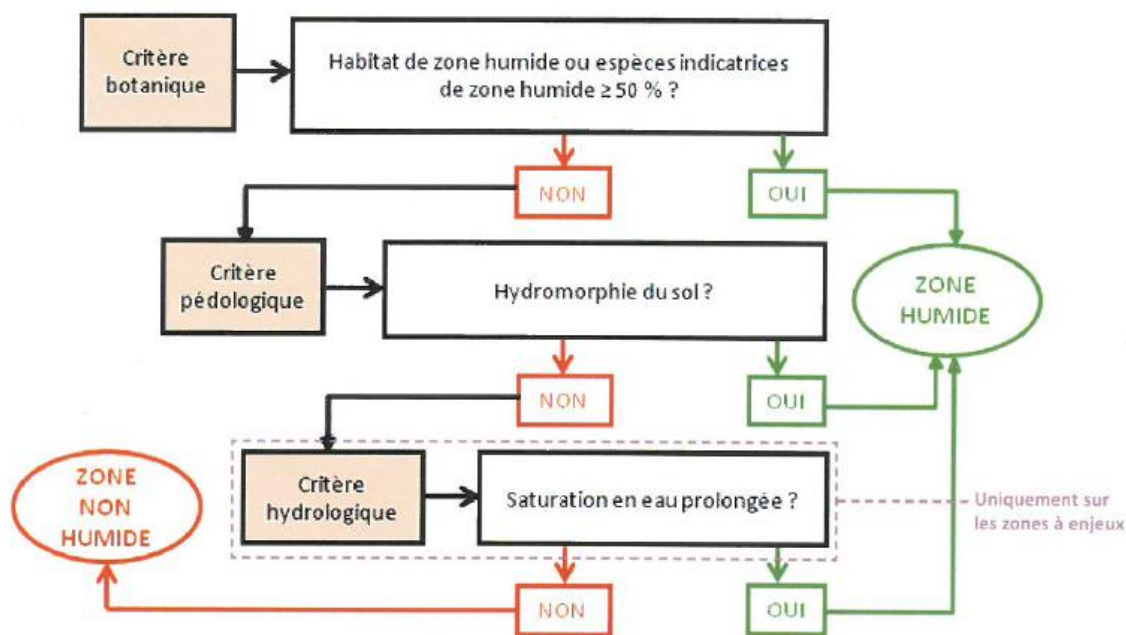 Critère
botanique
Habitat de zone humide ou espèces indicatrices
de zone humide ≥ 50 % ?
NON
OUI
Critère
pédologique
Hydromorphie du sol ?
ZONE
HUMIDE
NON
OUI
Critère
hydrologique
Saturation en eau prolongée ?
Uniquement sur
les zones à enjeux
ZONE
NON
HUMIDE
NON
OUI